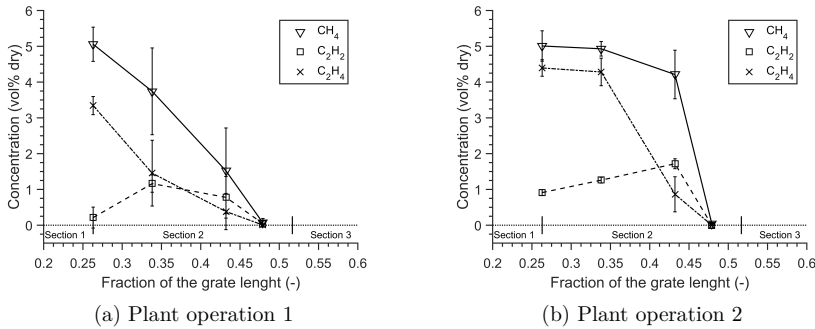 6
5
4
3
2
1
0
Concentration (vol% dry)
CH4
C2H2
C2H4
Section 1
Section 2
Section 3
0.2 0.25 0.3 0.35 0.4 0.45 0.5 0.55 0.6
Fraction of the grate lenght (-)
(a) Plant operation 1
6
5
4
3
2
1
0
Concentration (vol% dry)
CH4
C2H2
C2H4
Section 1
Section 2
Section 3
0.2 0.25 0.3 0.35 0.4 0.45 0.5 0.55 0.6
Fraction of the grate lenght (-)
(b) Plant operation 2